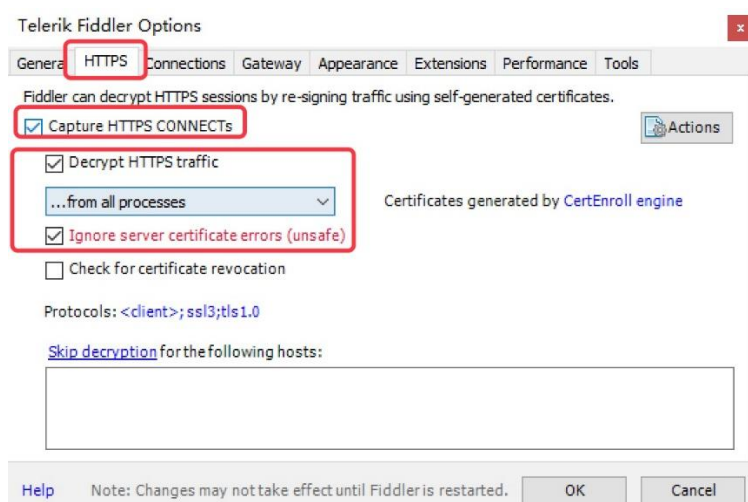 Telerik Fiddler Options
x
General HTTPS Connections Gateway Appearance Extensions Performance Tools
Fiddler can decrypt HTTPS sessions by re-signing traffic using self-generated certificates.
Capture HTTPS CONNECTs
Actions
Decrypt HTTPS traffic
...from all processes
Certificates generated by CertEnroll engine
Ignore server certificate errors (unsafe)
Check for certificate revocation
Protocols: <client>;ssl3;tls1.0
Skip decryption for the following hosts:
Help Note: Changes may not take effect until Fiddler is restarted. OK Cancel